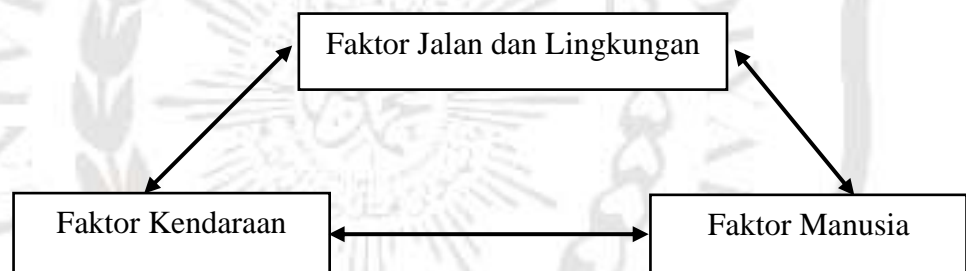 Faktor Jalan dan Lingkungan
Faktor Kendaraan
Faktor Manusia